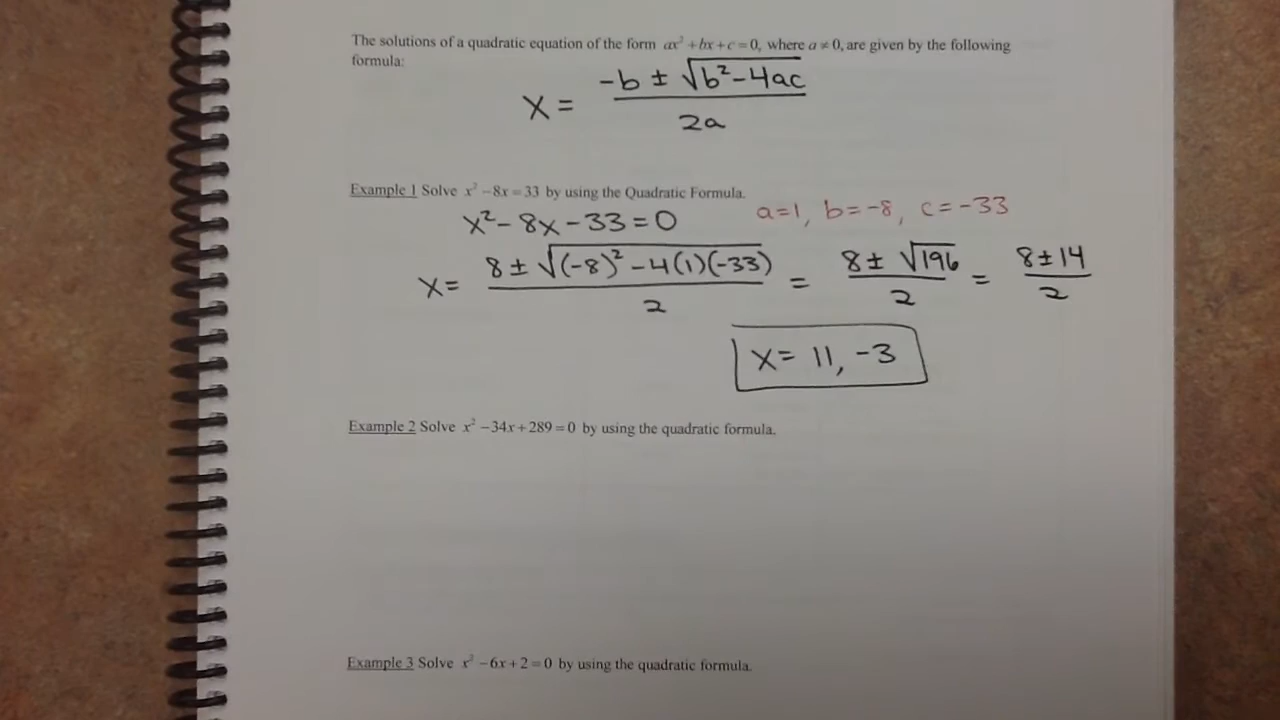 The solutions of a quadratic equation of the form ax² + bx + c = 0, where a ≠ 0, are given by the following
formula:
x = (-b ± √(b² - 4ac)) / 2a
Example 1 Solve x² - 8x = 33 by using the Quadratic Formula.
x² - 8x - 33 = 0 a=1, b=-8, c=-33
x = (8 ± √((-8)² - 4(1)(-33))) / 2 = (8 ± √196) / 2 = (8 ± 14) / 2
x = 11, -3
Example 2 Solve x² - 34x + 289 = 0 by using the quadratic formula.
Example 3 Solve x² - 6x + 2 = 0 by using the quadratic formula.